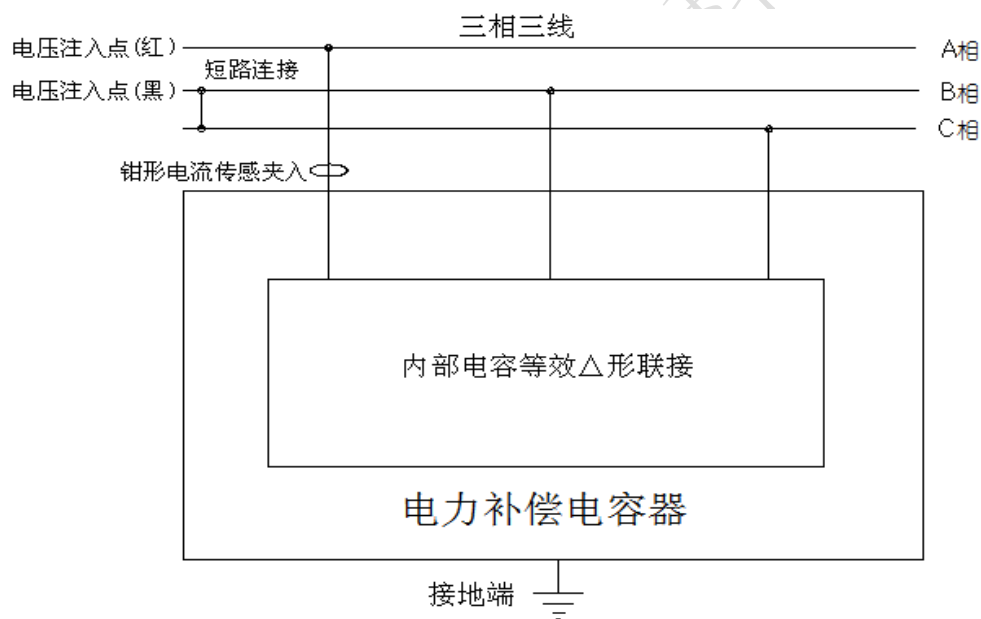 三相三线
电压注入点(红) A相
短路连接
电压注入点(黑) B相
C相
钳形电流传感夹入
内部电容等效△形联接
电力补偿电容器
接地端